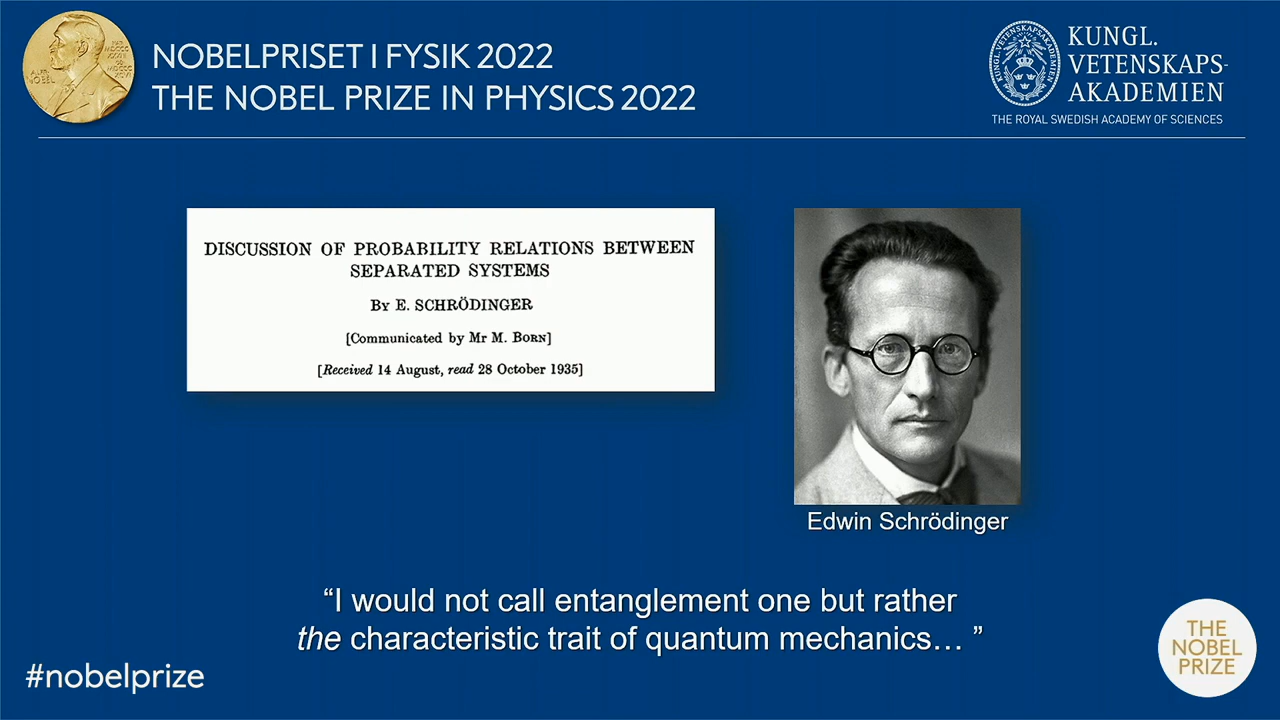 NOBELPRISET I FYSIK 2022
THE NOBEL PRIZE IN PHYSICS 2022
KUNGL.
VETENSKAPS-
AKADEMIEN
THE ROYAL SWEDISH ACADEMY OF SCIENCES
DISCUSSION OF PROBABILITY RELATIONS BETWEEN
SEPARATED SYSTEMS
By E. SCHRÖDINGER
[Communicated by Mr M. Born]
[Received 14 August, read 28 October 1935]
Edwin Schrödinger
“I would not call entanglement one but rather
the characteristic trait of quantum mechanics… ”
#nobelprize
THE
NOBEL
PRIZE